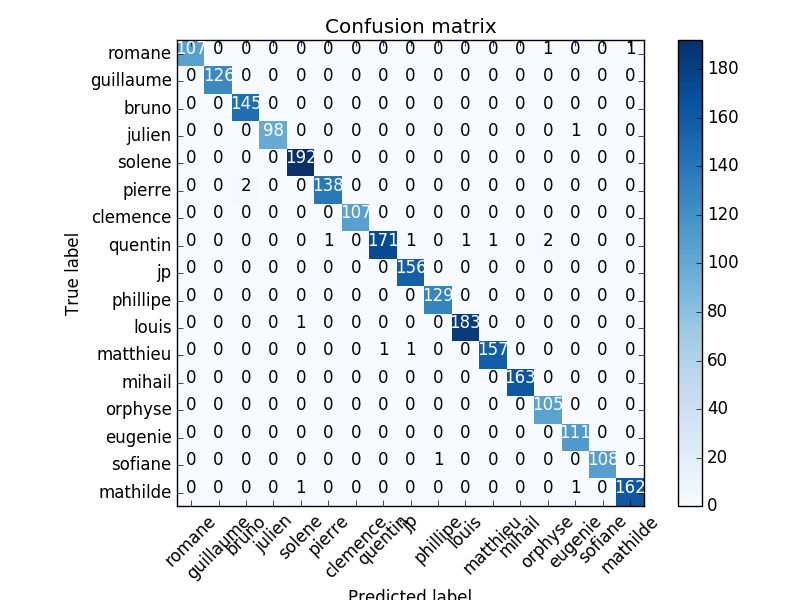 Confusion matrix
True label
romane 107 0 0 0 0 0 0 0 0 0 0 0 0 1 0 0 1
guillaume 0 126 0 0 0 0 0 0 0 0 0 0 0 0 0 0 0
bruno 0 0 145 0 0 0 0 0 0 0 0 0 0 0 0 0 0
julien 0 0 0 98 0 0 0 0 0 0 0 0 0 0 1 0 0
solene 0 0 0 0 192 0 0 0 0 0 0 0 0 0 0 0 0
pierre 0 0 2 0 0 138 0 0 0 0 0 0 0 0 0 0 0
clemence 0 0 0 0 0 0 107 0 0 0 0 0 0 0 0 0 0
quentin 0 0 0 0 0 1 0 171 1 0 1 1 0 2 0 0 0
jp 0 0 0 0 0 0 0 0 156 0 0 0 0 0 0 0 0
phillipe 0 0 0 0 0 0 0 0 0 129 0 0 0 0 0 0 0
louis 0 0 0 0 1 0 0 0 0 0 183 0 0 0 0 0 0
matthieu 0 0 0 0 0 0 0 1 1 0 0 157 0 0 0 0 0
mihail 0 0 0 0 0 0 0 0 0 0 0 0 163 0 0 0 0
orphyse 0 0 0 0 0 0 0 0 0 0 0 0 0 105 0 0 0
eugenie 0 0 0 0 0 0 0 0 0 0 0 0 0 0 111 0 0
sofiane 0 0 0 0 0 0 0 0 0 1 0 0 0 0 0 108 0
mathilde 0 0 0 0 1 0 0 0 0 0 0 0 0 0 1 0 162
romane guillaume bruno julien solene pierre clemence quentin jp phillipe louis matthieu mihail orphyse eugenie sofiane mathilde
Predicted label
180
160
140
120
100
80
60
40
20
0